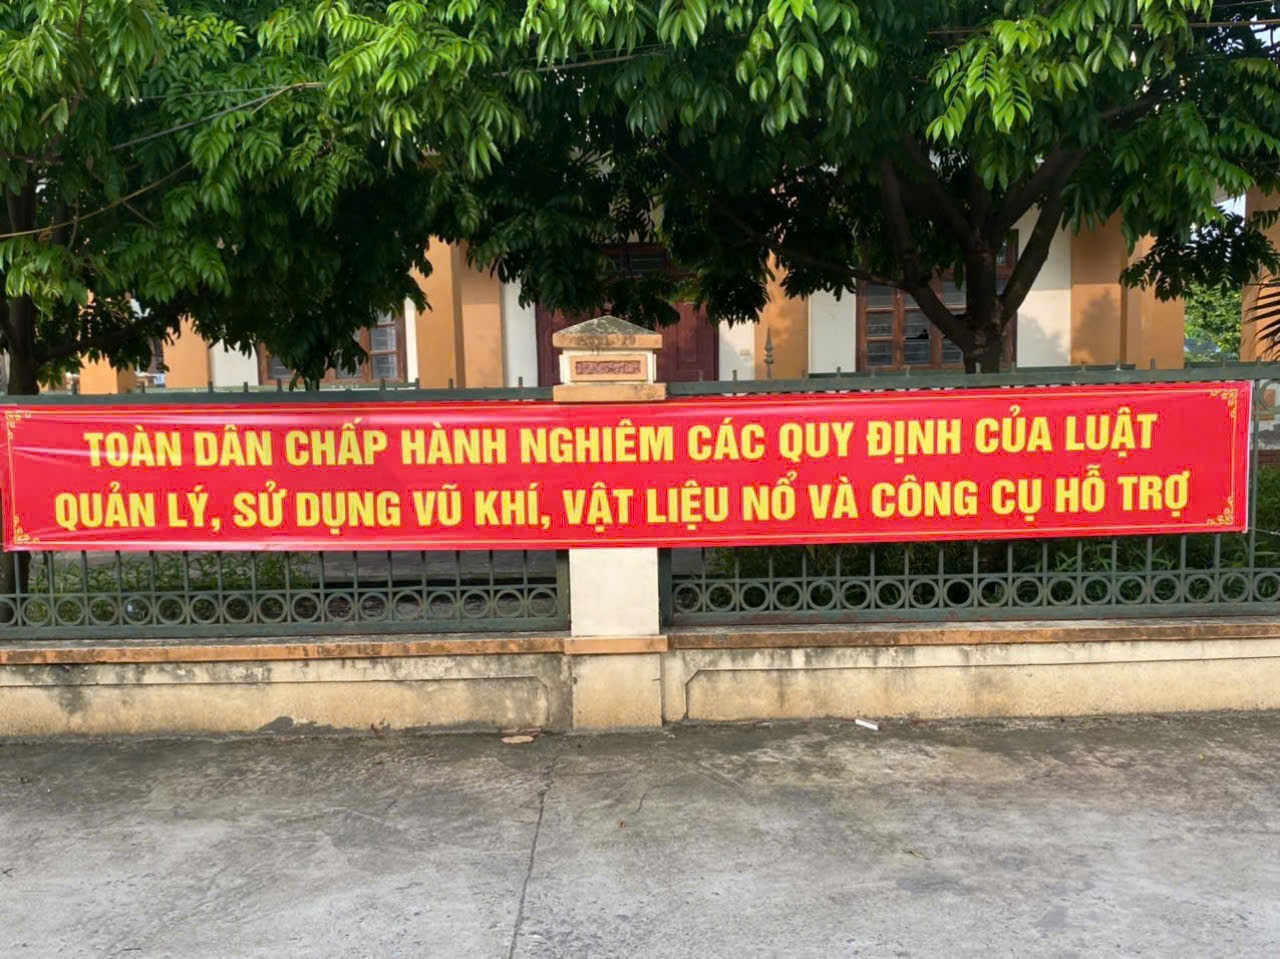 TOÀN DÂN CHẤP HÀNH NGHIÊM CÁC QUY ĐỊNH CỦA LUẬT
QUẢN LÝ, SỬ DỤNG VŨ KHÍ, VẬT LIỆU NỔ VÀ CÔNG CỤ HỖ TRỢ